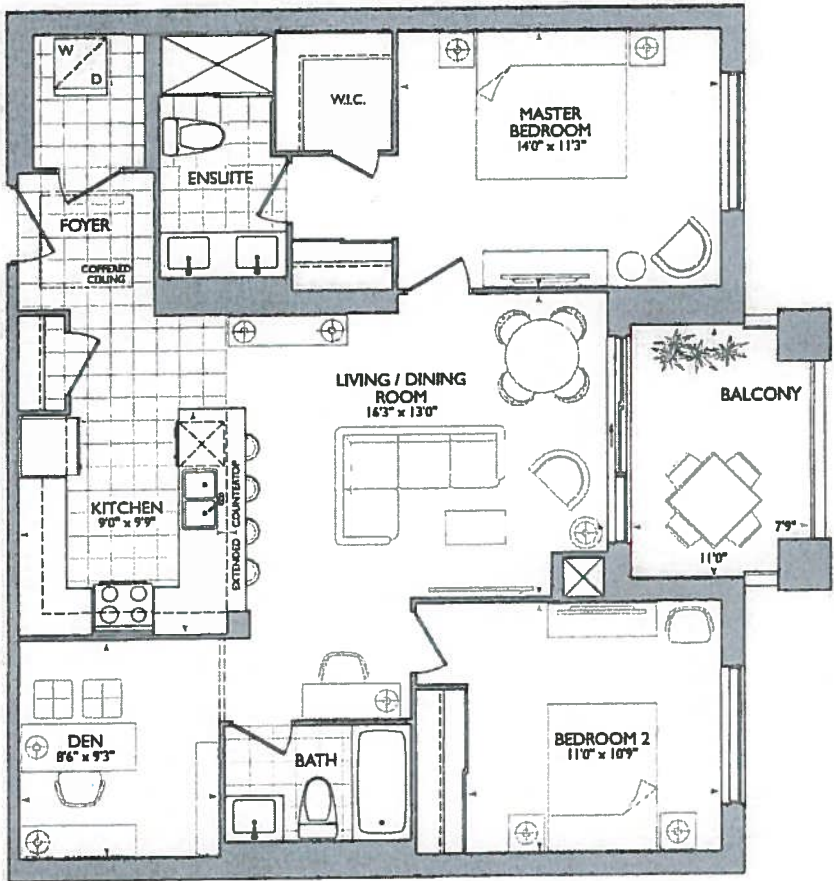 W
D
W.I.C.
MASTER
BEDROOM
14'0" x 11'3"
ENSUITE
FOYER
COFFERED
CEILING
LIVING / DINING
ROOM
16'3" x 13'0"
BALCONY
7'9"
11'0"
KITCHEN
9'0" x 9'9"
EXTENDED COUNTERTOP
DEN
8'6" x 9'3"
BATH
BEDROOM 2
11'0" x 10'9"